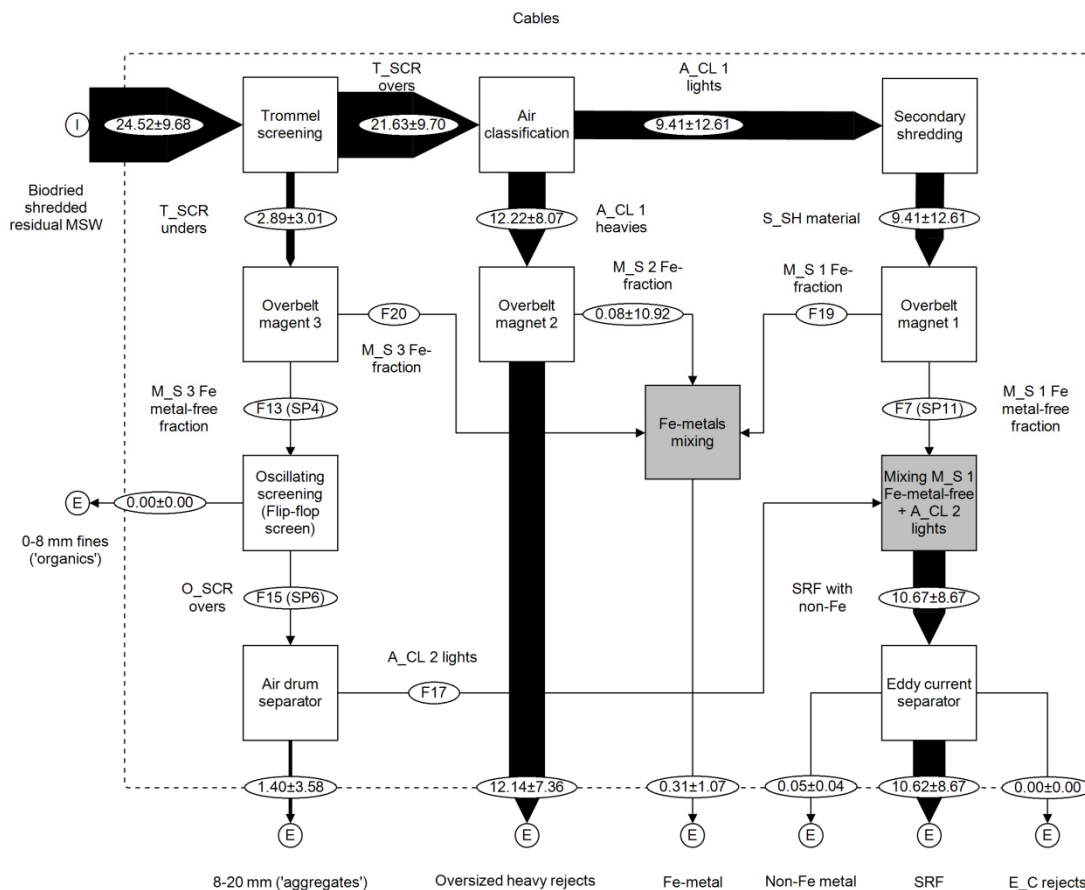 Cables
T_SCR
overs
A_CL 1
lights
I
24.52±9.68
Trommel
screening
21.63±9.70
Air
classification
9.41±12.61
Secondary
shredding
Biodried
shredded
residual MSW
T_SCR
unders
2.89±3.01
12.22±8.07
A_CL 1
heavies
S_SH material
9.41±12.61
Overbelt
magent 3
F20
M_S 3 Fe-
fraction
Overbelt
magnet 2
M_S 2 Fe-
fraction
0.08±10.92
M_S 1 Fe-
fraction
F19
Overbelt
magnet 1
M_S 3 Fe
metal-free
fraction
F13 (SP4)
Fe-metals
mixing
F7 (SP11)
M_S 1 Fe
metal-free
fraction
E
0.00±0.00
0-8 mm fines
('organics')
Oscillating
screening
(Flip-flop
screen)
Mixing M_S 1
Fe-metal-free
+ A_CL 2
lights
O_SCR
overs
F15 (SP6)
SRF with
non-Fe
10.67±8.67
Air drum
separator
A_CL 2 lights
F17
Eddy current
separator
1.40±3.58
12.14±7.36
0.31±1.07
0.05±0.04
10.62±8.67
0.00±0.00
E
E
E
E
E
E
8-20 mm ('aggregates')
Oversized heavy rejects
Fe-metal
Non-Fe metal
SRF
E_C rejects